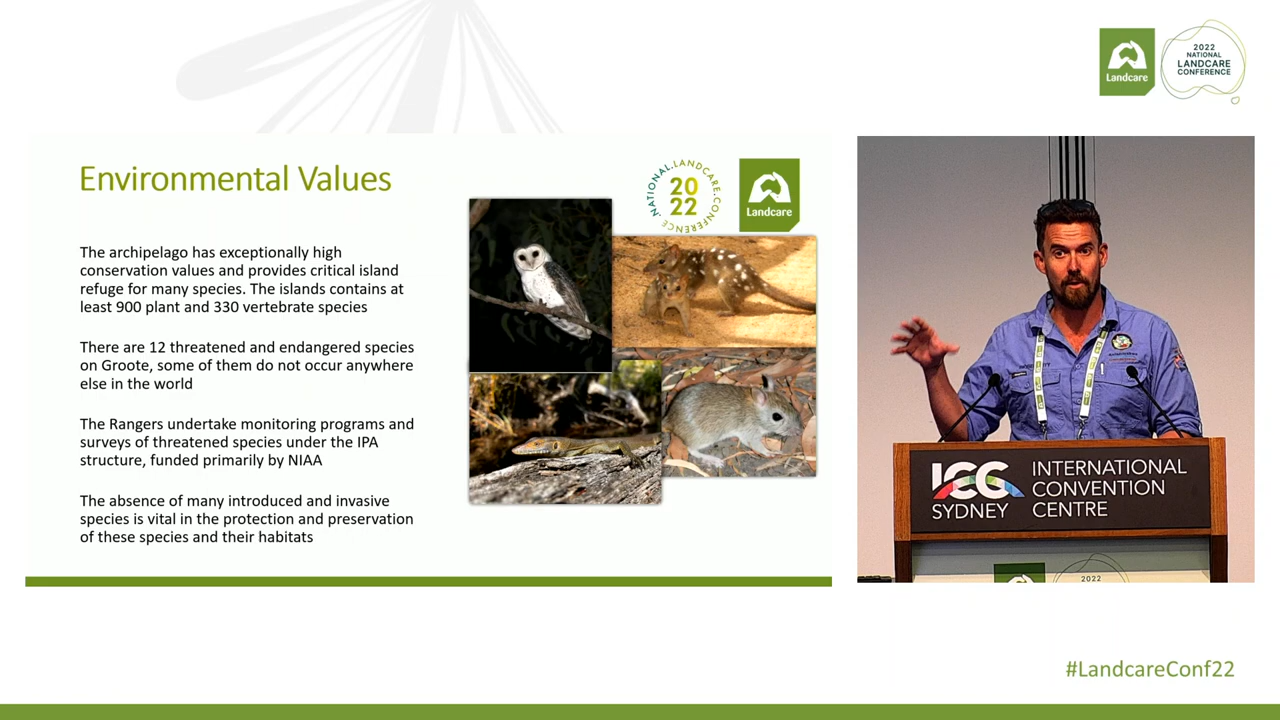 Landcare
2022
NATIONAL
LANDCARE
CONFERENCE
Environmental Values
NATIONAL.LANDCARE.CONFERENCE
20
22
Landcare
The archipelago has exceptionally high
conservation values and provides critical island
refuge for many species. The islands contains at
least 900 plant and 330 vertebrate species
There are 12 threatened and endangered species
on Groote, some of them do not occur anywhere
else in the world
The Rangers undertake monitoring programs and
surveys of threatened species under the IPA
structure, funded primarily by NIAA
The absence of many introduced and invasive
species is vital in the protection and preservation
of these species and their habitats
ICC
SYDNEY
INTERNATIONAL
CONVENTION
CENTRE
2022
#LandcareConf22